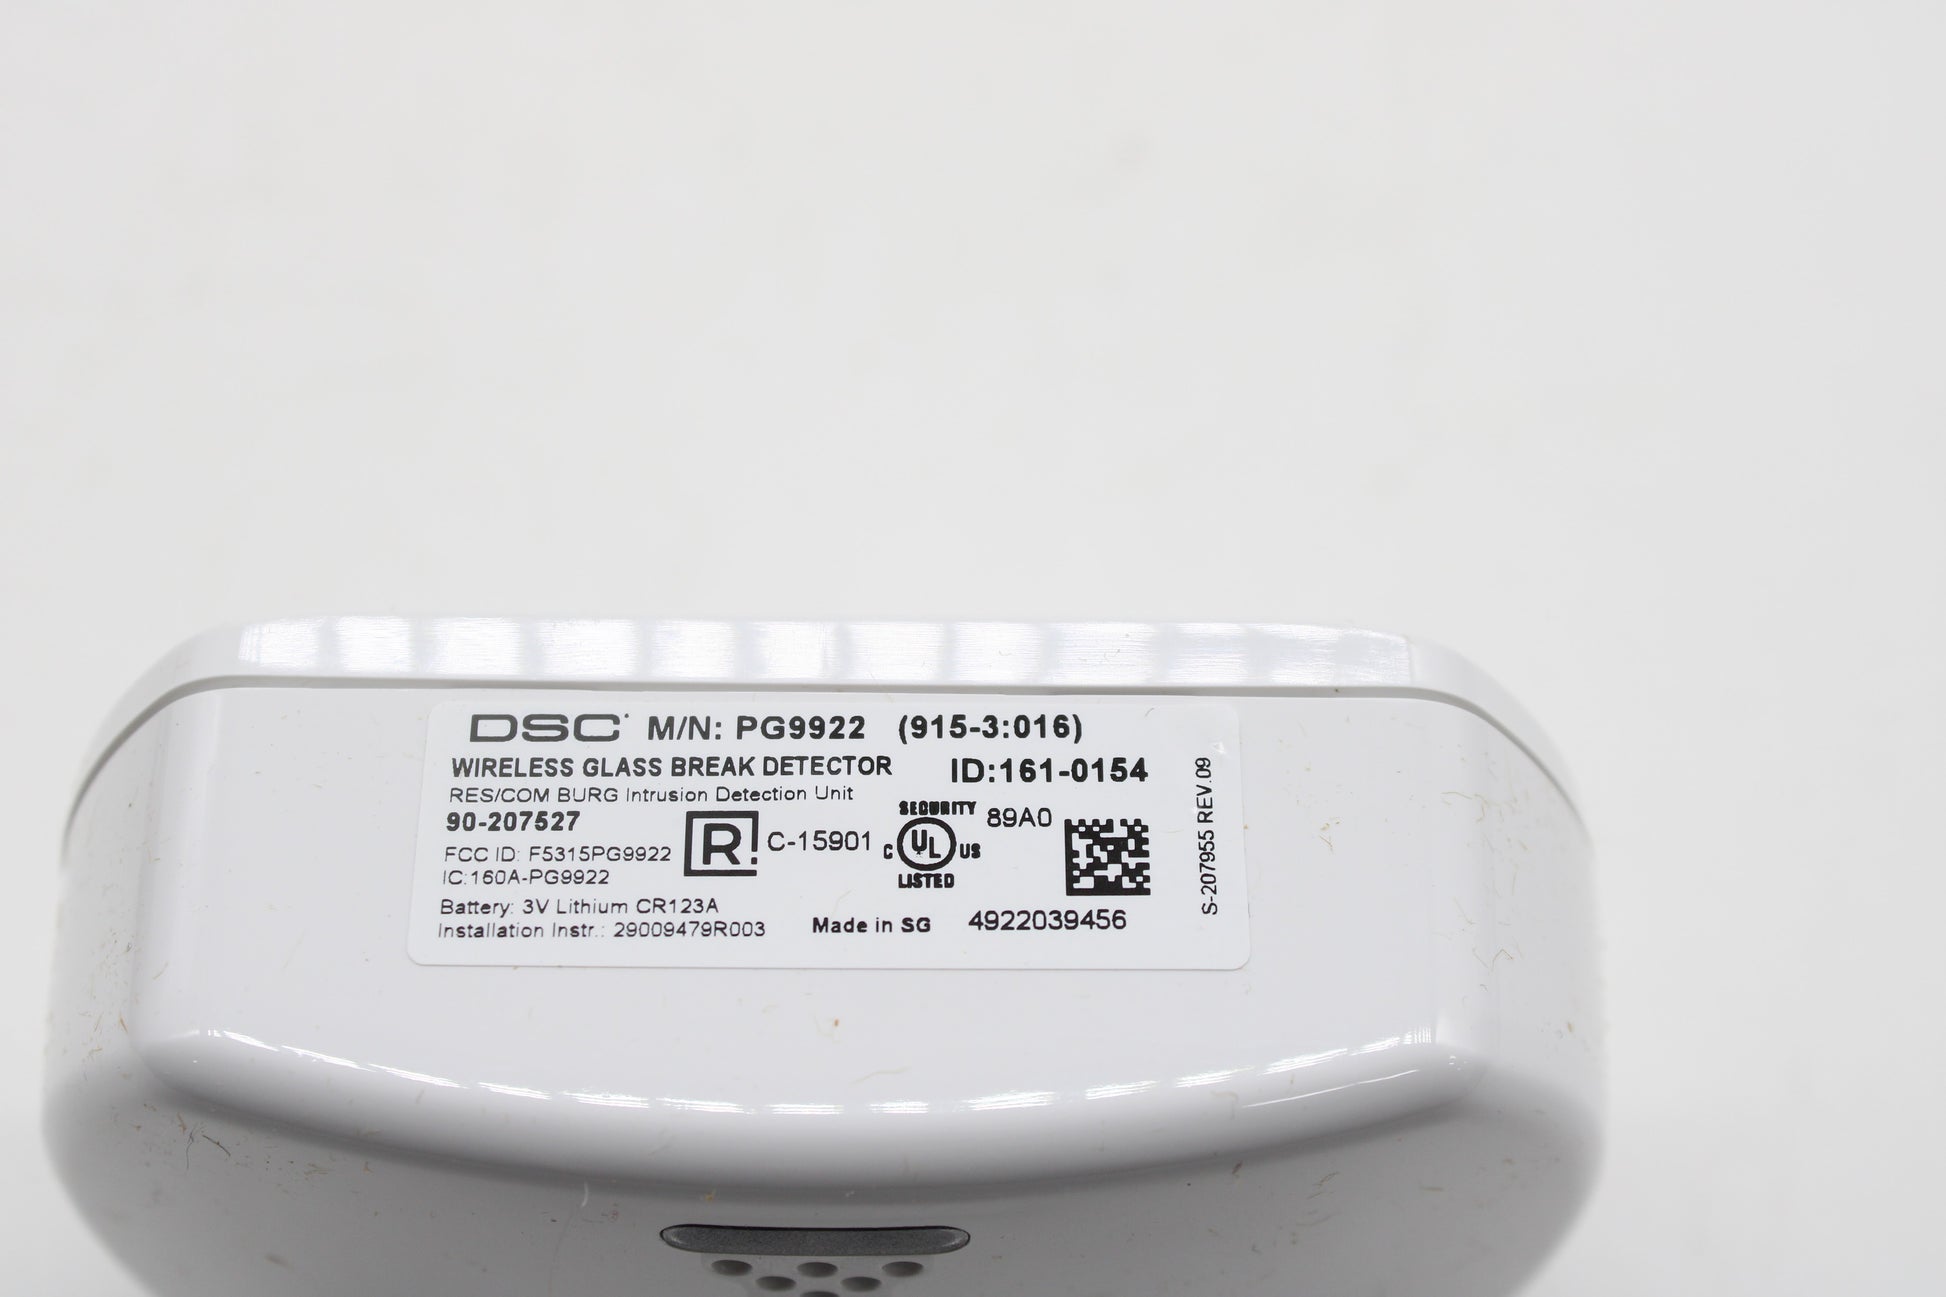 DSC M/N: PG9922 (915-3:016)
WIRELESS GLASS BREAK DETECTOR ID:161-0154
RES/COM BURG Intrusion Detection Unit
90-207527
FCC ID: F5315PG9922
IC:160A-PG9922
R! C-15901
SECURITY
C UL US
LISTED
89A0
Battery: 3V Lithium CR123A
Installation Instr.: 29009479R003
Made in SG 4922039456
S-207955 REV.09